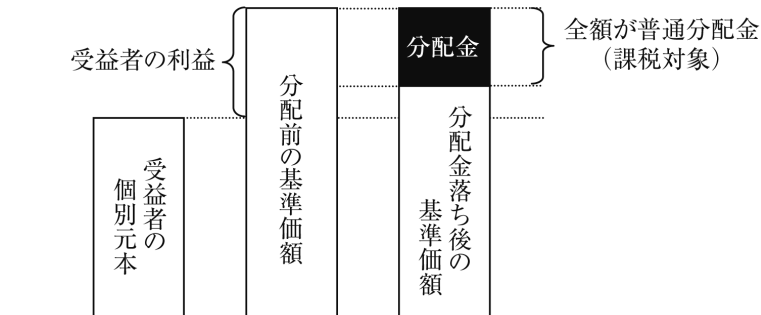 受益者の利益
分配金
全額が普通分配金
（課税対象）
受益者の
個別元本
分配前の基準価額
分配金落ち後の
基準価額